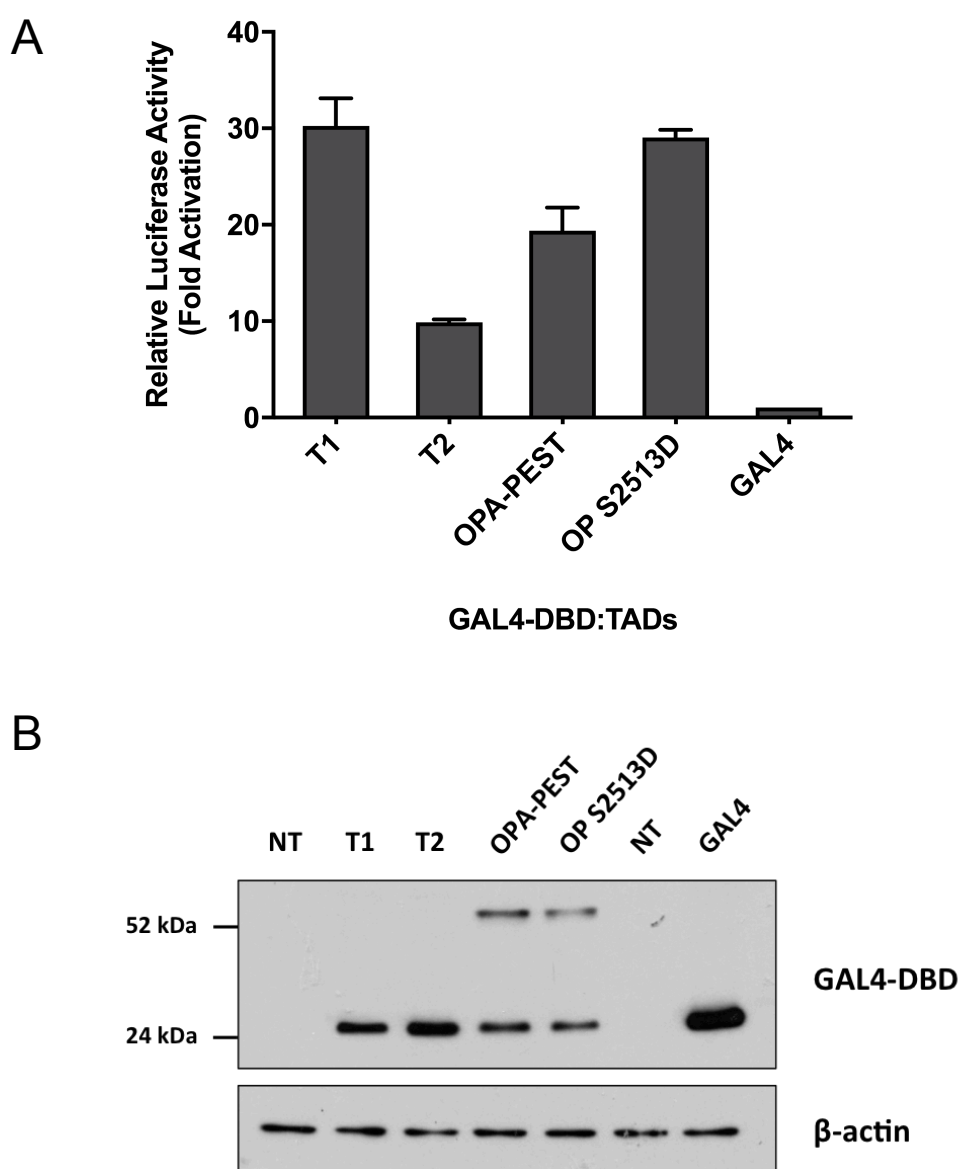 A
Relative Luciferase Activity
(Fold Activation)
40
30
20
10
0
T1
T2
OPA-PEST
OP S2513D
GAL4
GAL4-DBD:TADs
B
NT
T1
T2
OPA-PEST
OP S2513D
NT
GAL4
52 kDa
24 kDa
GAL4-DBD
β-actin